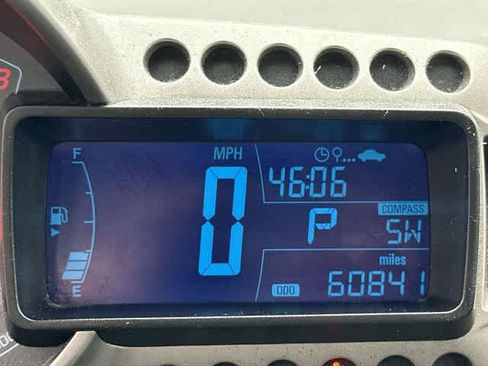 F
MPH
46:06
0
P
COMPASS
SW
miles
E
ODO
60841